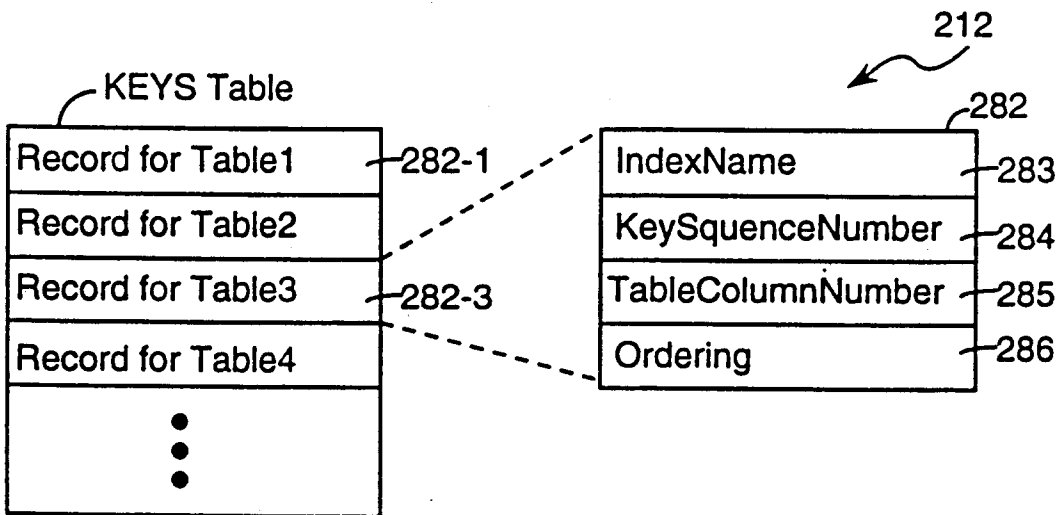 212
KEYS Table
282
Record for Table1
282-1
Record for Table2
Record for Table3
282-3
Record for Table4
IndexName
283
KeySquenceNumber
284
TableColumnNumber
285
Ordering
286